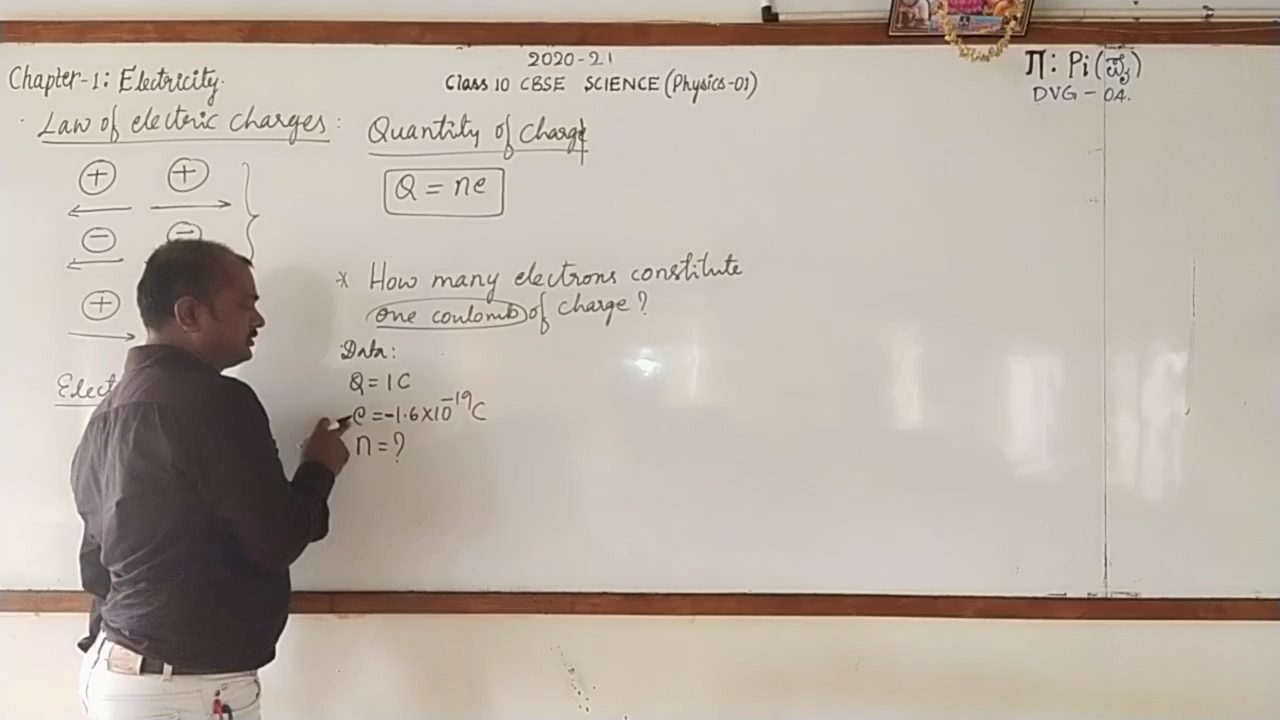 2020-21
Class 10 CBSE SCIENCE (Physics-01)
Π: Pi(ಪೈ)
DVG - 04.
Chapter-1: Electricity.
Law of electric charges:
+ +
-
+
Elect
Quantity of Charge
Q = ne
* How many electrons constitute
one coulomb of charge?
Data:
Q = 1C
e = -1.6×10⁻¹⁹C
n = ?